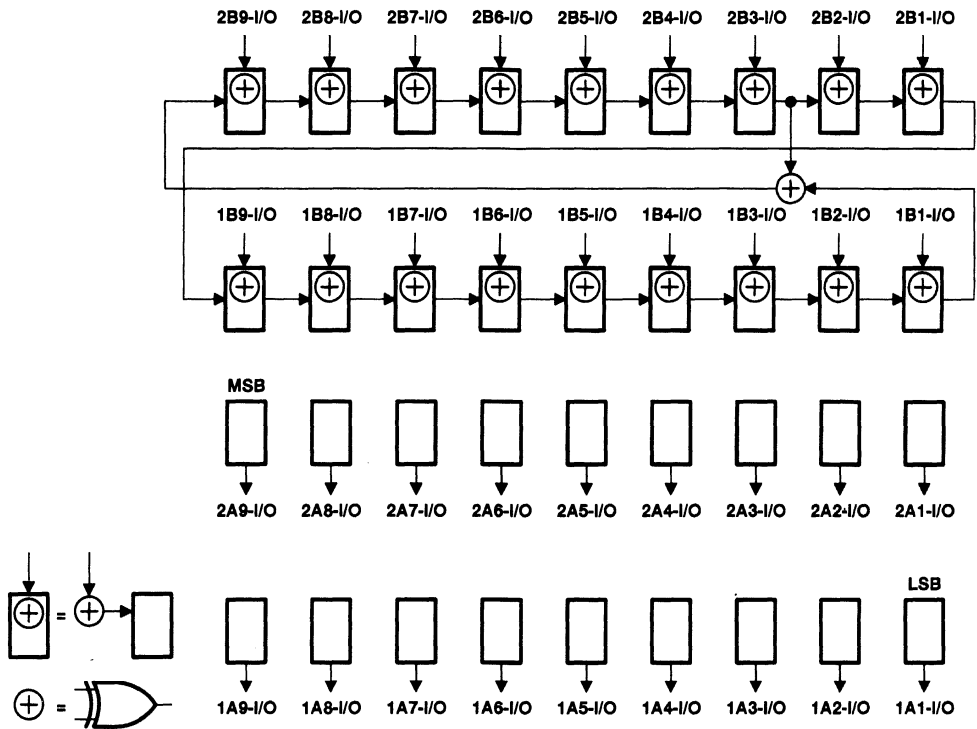 2B9-I/O 2B8-I/O 2B7-I/O 2B6-I/O 2B5-I/O 2B4-I/O 2B3-I/O 2B2-I/O 2B1-I/O
1B9-I/O 1B8-I/O 1B7-I/O 1B6-I/O 1B5-I/O 1B4-I/O 1B3-I/O 1B2-I/O 1B1-I/O
MSB
2A9-I/O 2A8-I/O 2A7-I/O 2A6-I/O 2A5-I/O 2A4-I/O 2A3-I/O 2A2-I/O 2A1-I/O
LSB
=
1A9-I/O 1A8-I/O 1A7-I/O 1A6-I/O 1A5-I/O 1A4-I/O 1A3-I/O 1A2-I/O 1A1-I/O
=